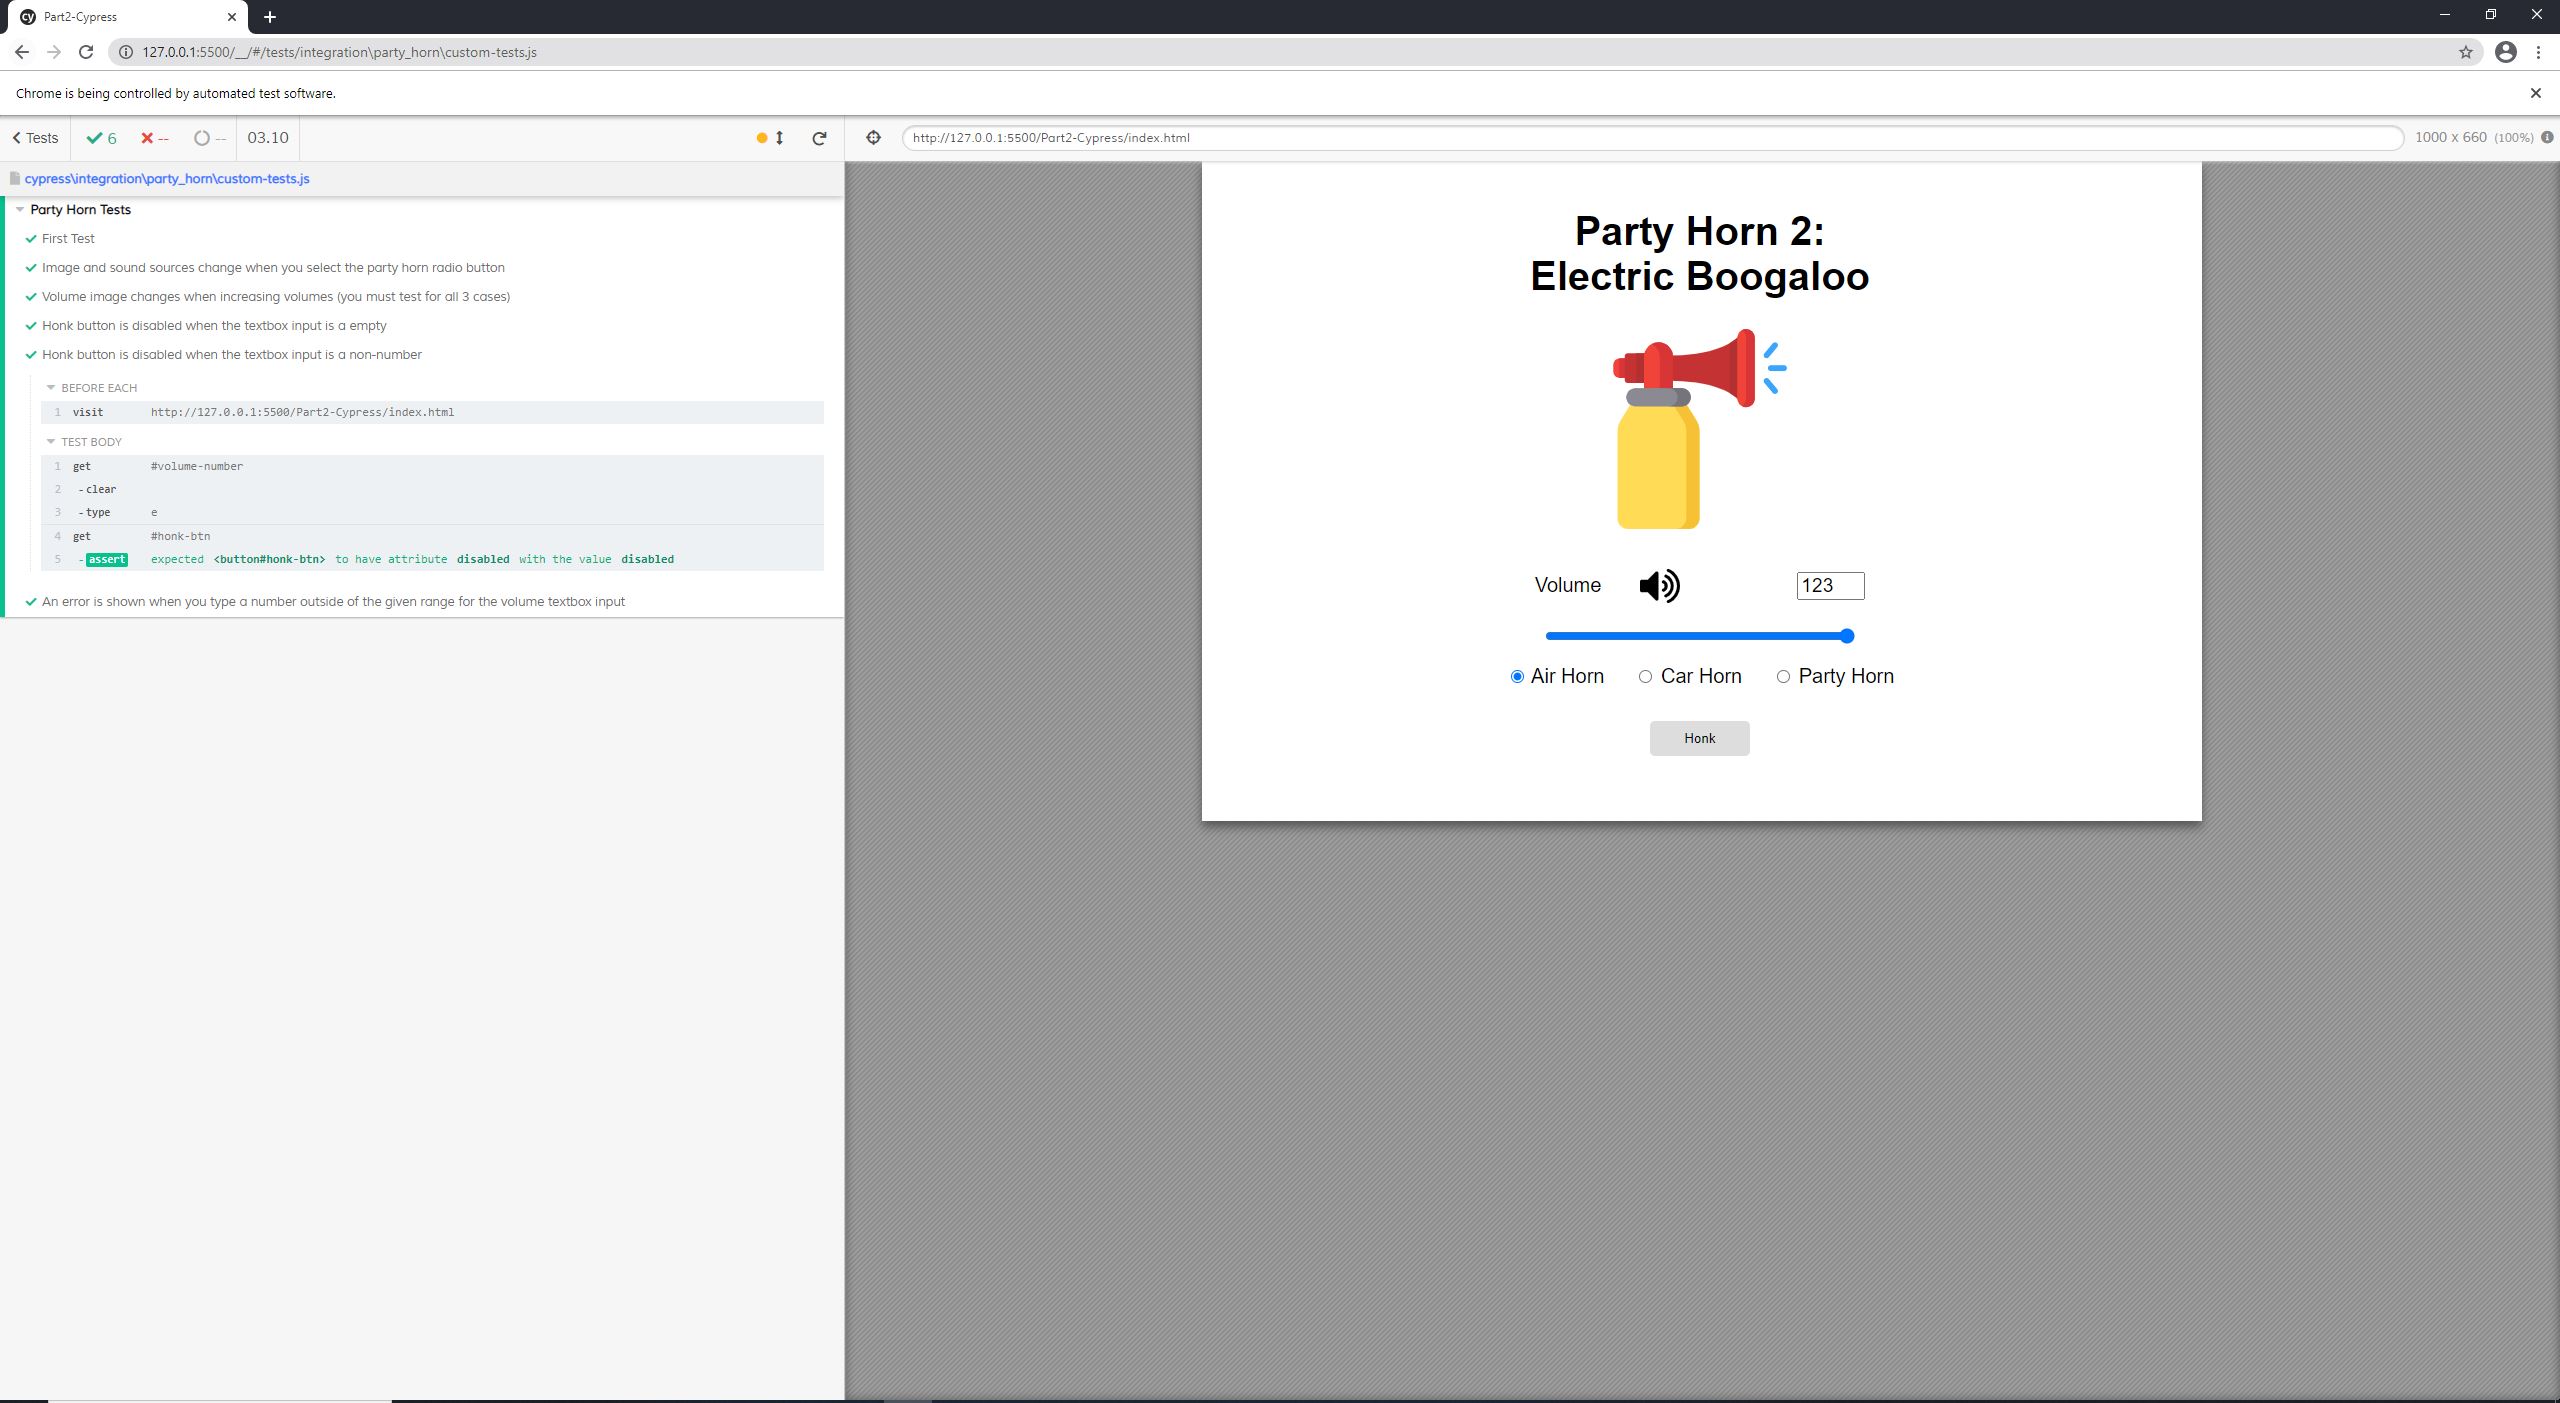 Part2-Cypress
127.0.0.1:5500/__/#/tests/integration\party_horn\custom-tests.js
Chrome is being controlled by automated test software.
Tests 6 -- -- 03.10
http://127.0.0.1:5500/Part2-Cypress/index.html 1000 x 660 (100%)
cypress\integration\party_horn\custom-tests.js
Party Horn Tests
First Test
Image and sound sources change when you select the party horn radio button
Volume image changes when increasing volumes (you must test for all 3 cases)
Honk button is disabled when the textbox input is a empty
Honk button is disabled when the textbox input is a non-number
BEFORE EACH
1 visit http://127.0.0.1:5500/Part2-Cypress/index.html
TEST BODY
1 get #volume-number
2 -clear
3 -type e
4 get #honk-btn
5 -assert expected <button#honk-btn> to have attribute disabled with the value disabled
An error is shown when you type a number outside of the given range for the volume textbox input
Party Horn 2:
Electric Boogaloo
Volume 123
Air Horn Car Horn Party Horn
Honk